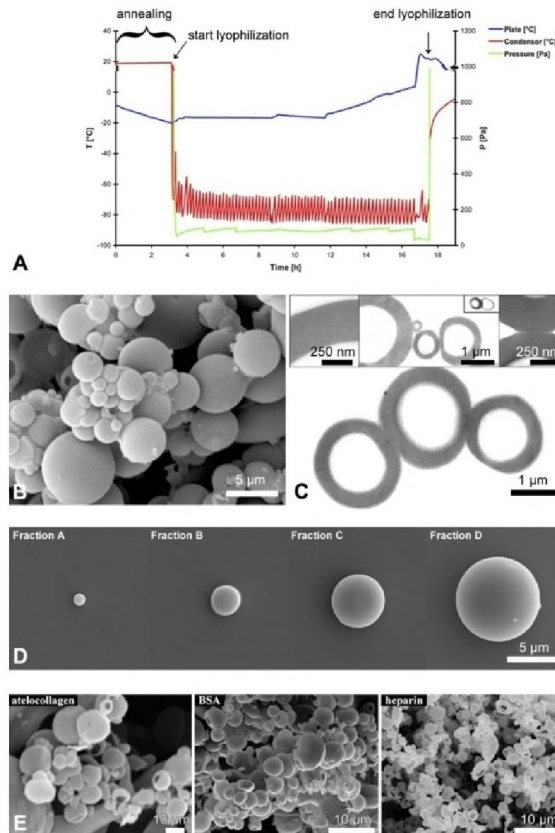 annealing
start lyophilization
end lyophilization
Plate [°C]
Condensor [°C]
Pressure [Pa]
40
20
0
-20
-40
-60
-80
-100
T [°C]
1200
1000
800
600
400
200
0
P [Pa]
0 2 4 6 8 10 12 14 16 18
Time [h]
A
B
5 µm
250 nm
1 µm
250 nm
C
1 µm
Fraction A
Fraction B
Fraction C
Fraction D
D
5 µm
atelocollagen
BSA
heparin
E
10 µm
10 µm
10 µm